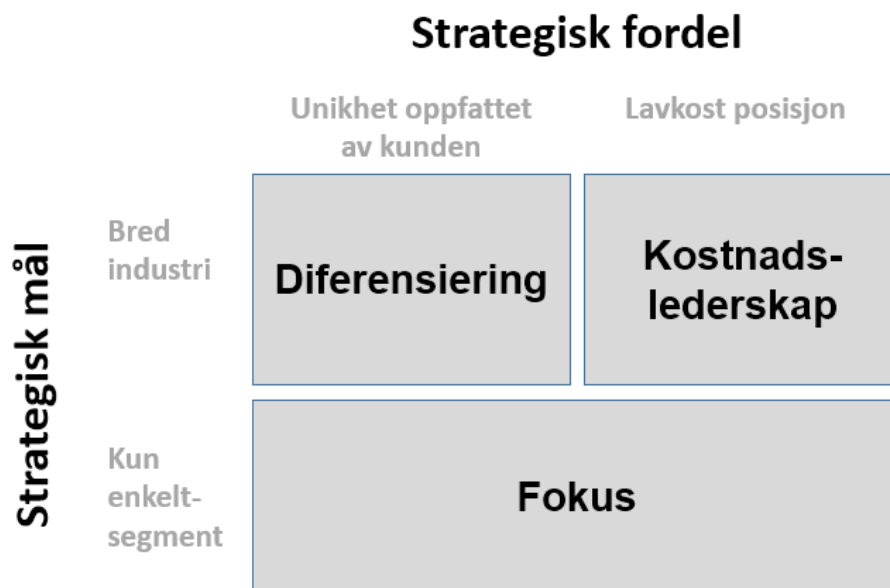 Strategisk fordel
Unikhet oppfattet
av kunden
Lavkost posisjon
Strategisk mål
Bred
industri
Diferensiering
Kostnads-
lederskap
Kun
enkelt-
segment
Fokus